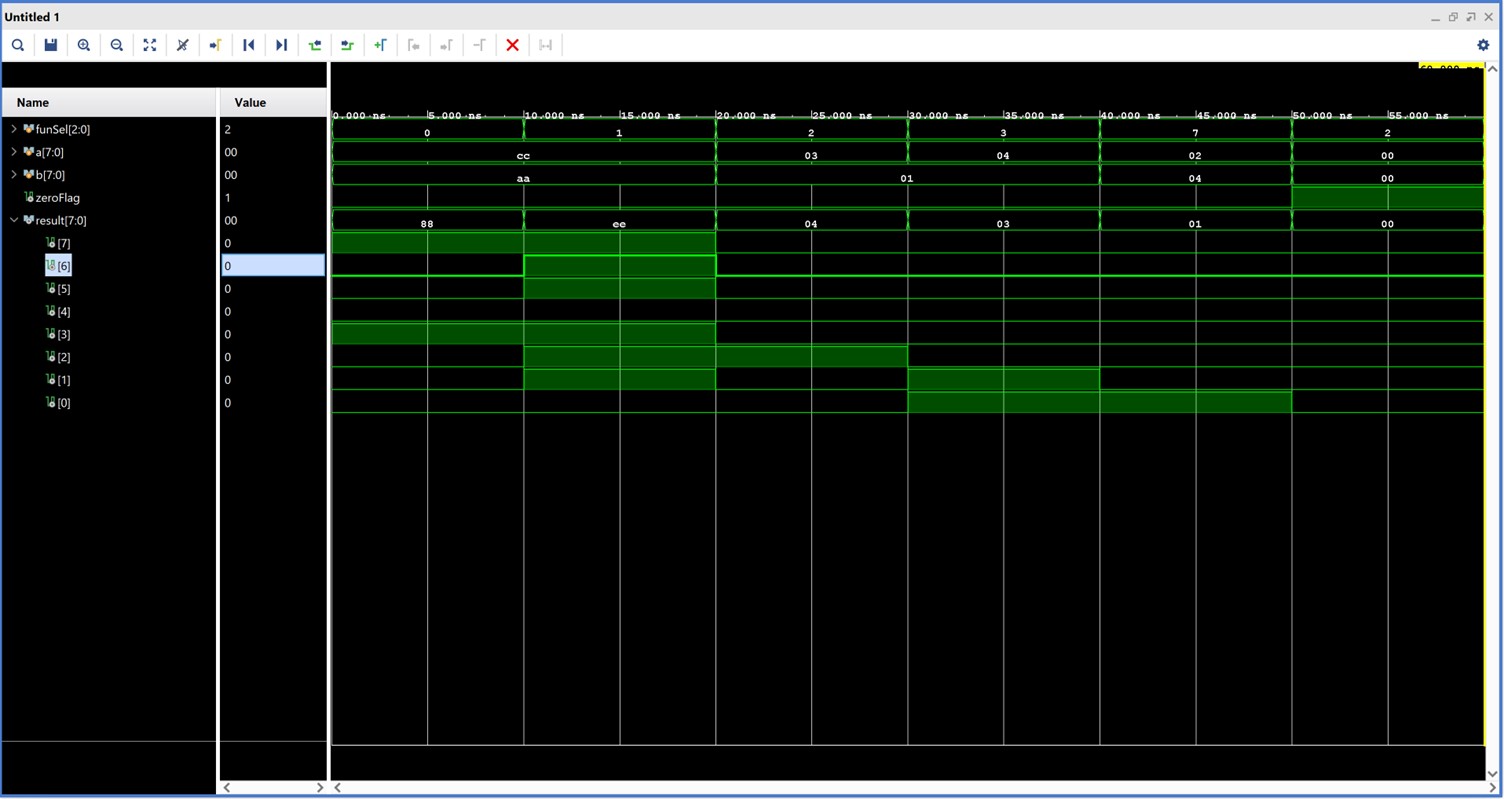 Untitled 1
Name Value
60.000 ns
0.000 ns 5.000 ns 10.000 ns 15.000 ns 20.000 ns 25.000 ns 30.000 ns 35.000 ns 40.000 ns 45.000 ns 50.000 ns 55.000 ns
funSel[2:0] 2 0 1 2 3 7 2
a[7:0] 00 cc 03 04 02 00
b[7:0] 00 aa 01 04 00
zeroFlag 1
result[7:0] 00 88 ee 04 03 01 00
[7] 0
[6] 0
[5] 0
[4] 0
[3] 0
[2] 0
[1] 0
[0] 0